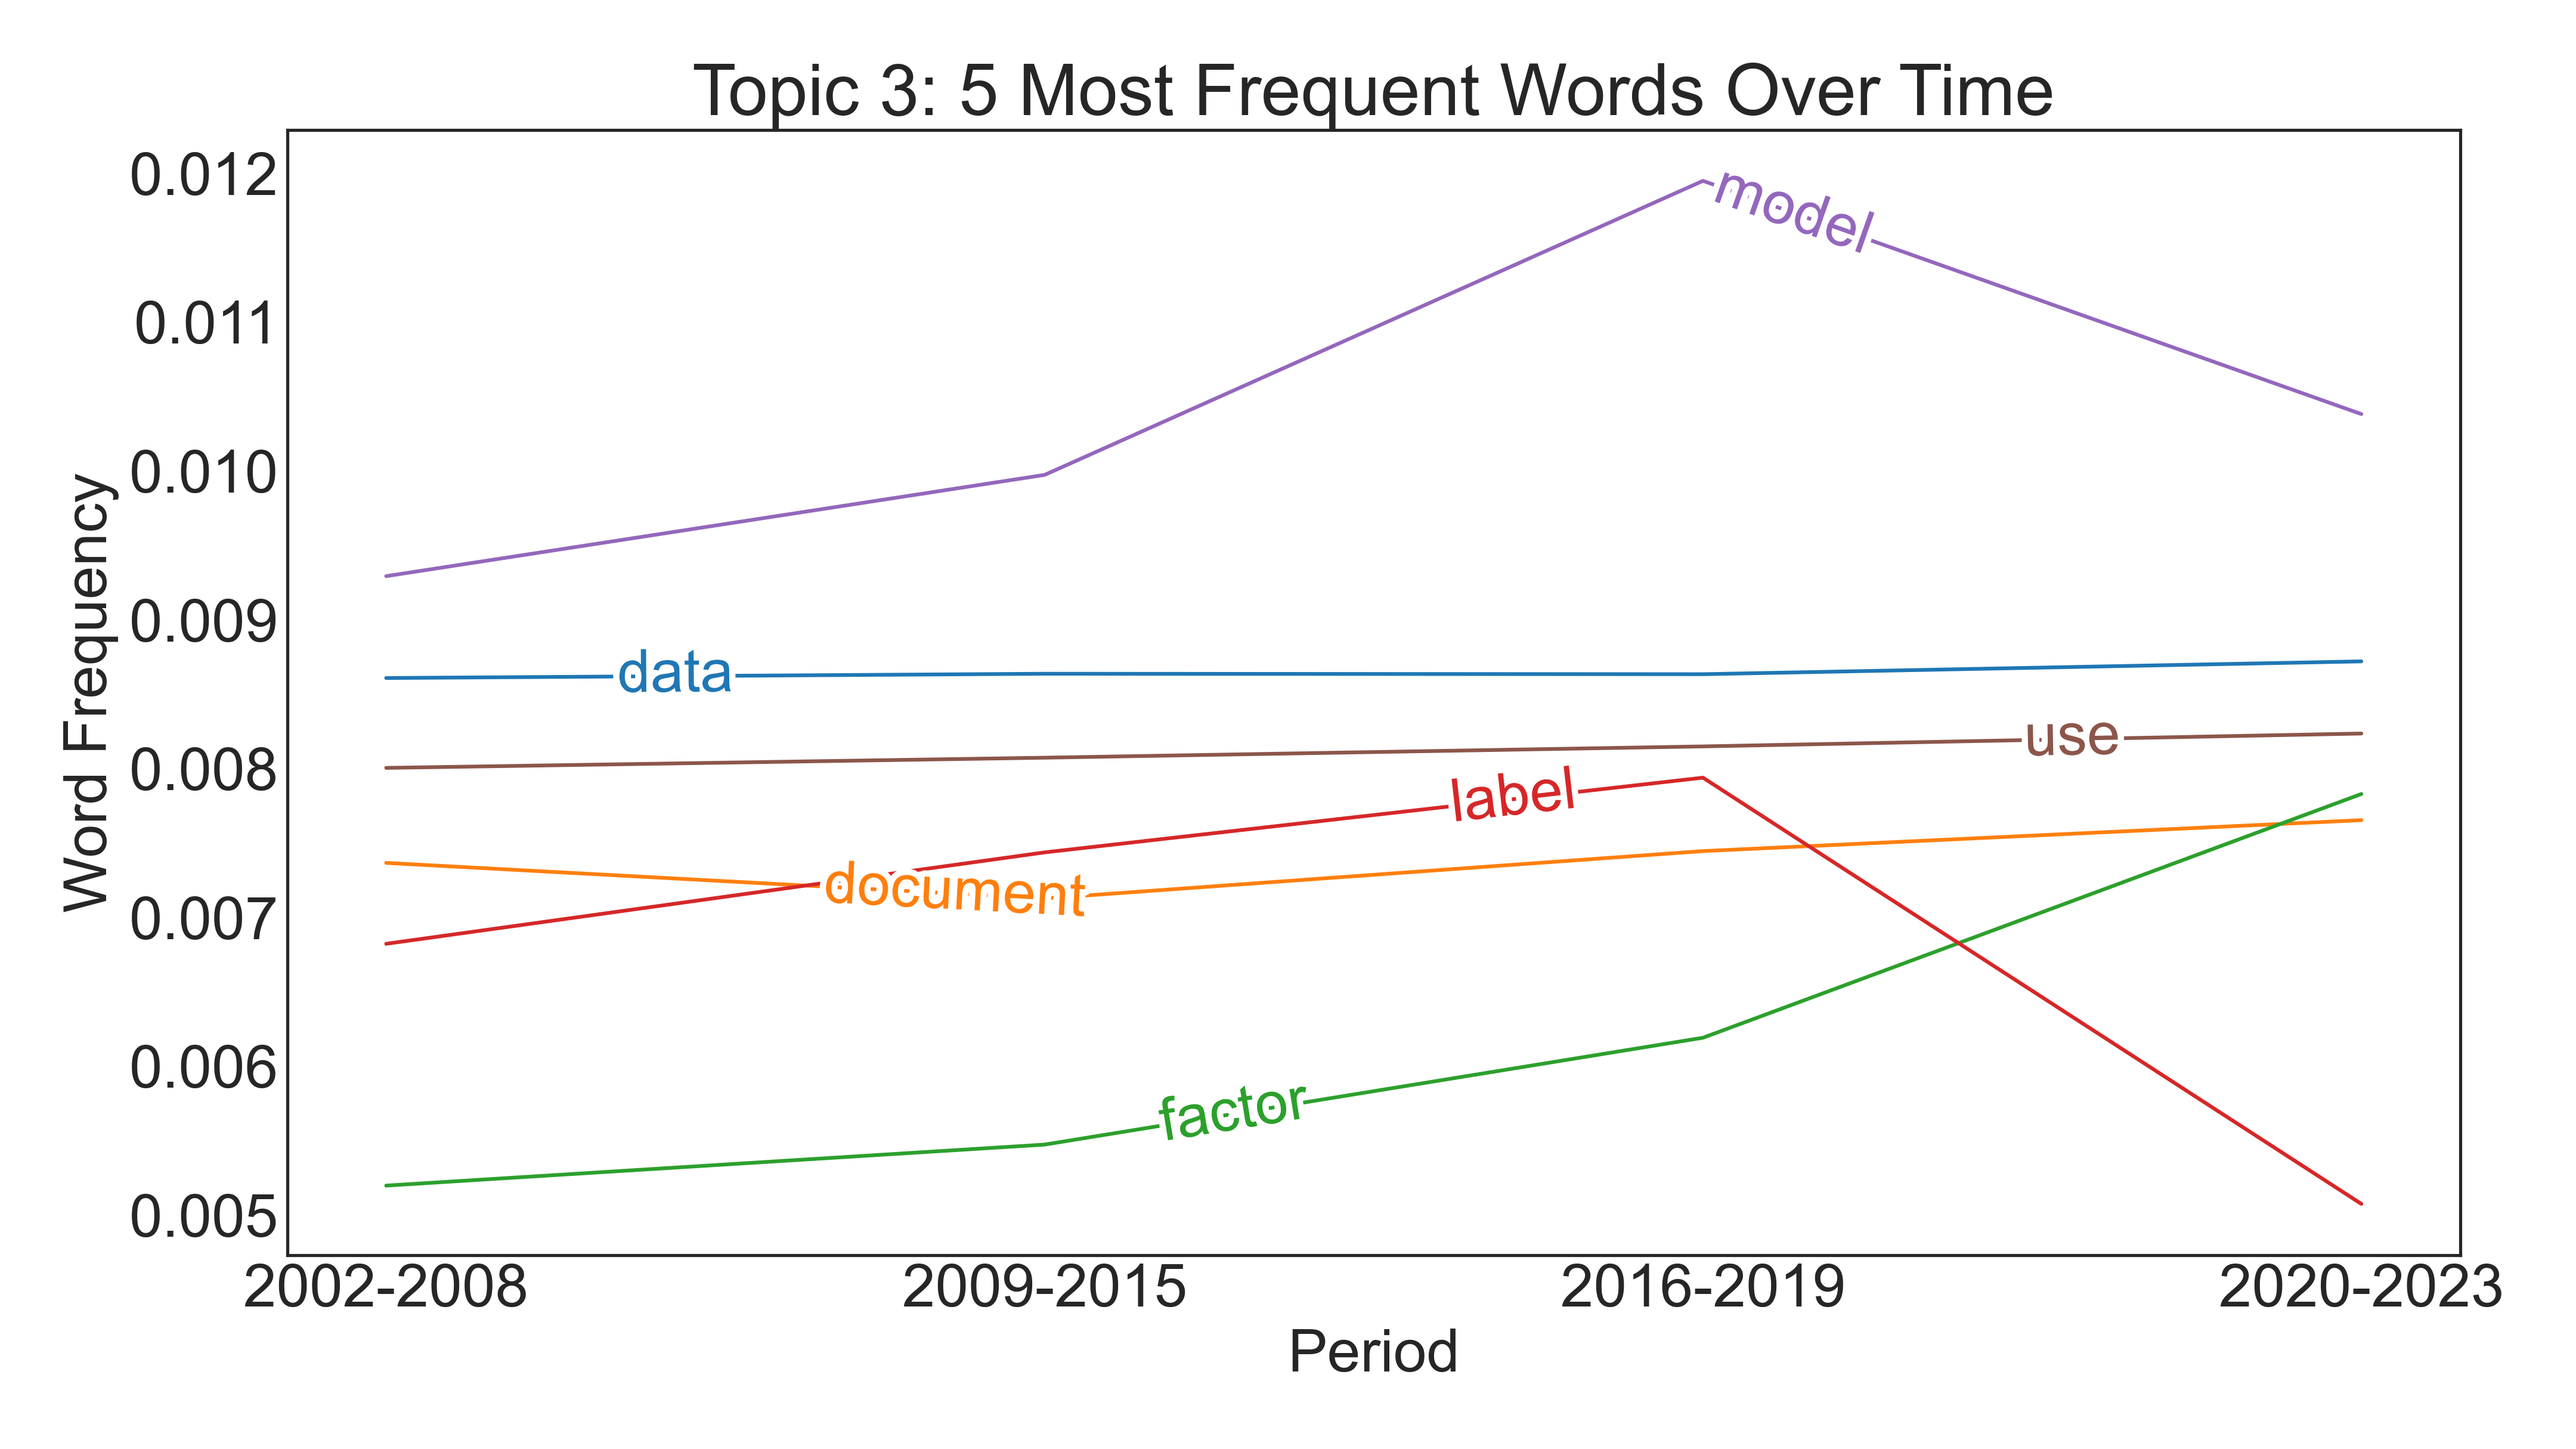 Topic 3: 5 Most Frequent Words Over Time
Word Frequency
0.012
0.011
0.010
0.009
0.008
0.007
0.006
0.005
model
data
use
label
document
factor
2002-2008
2009-2015
2016-2019
2020-2023
Period